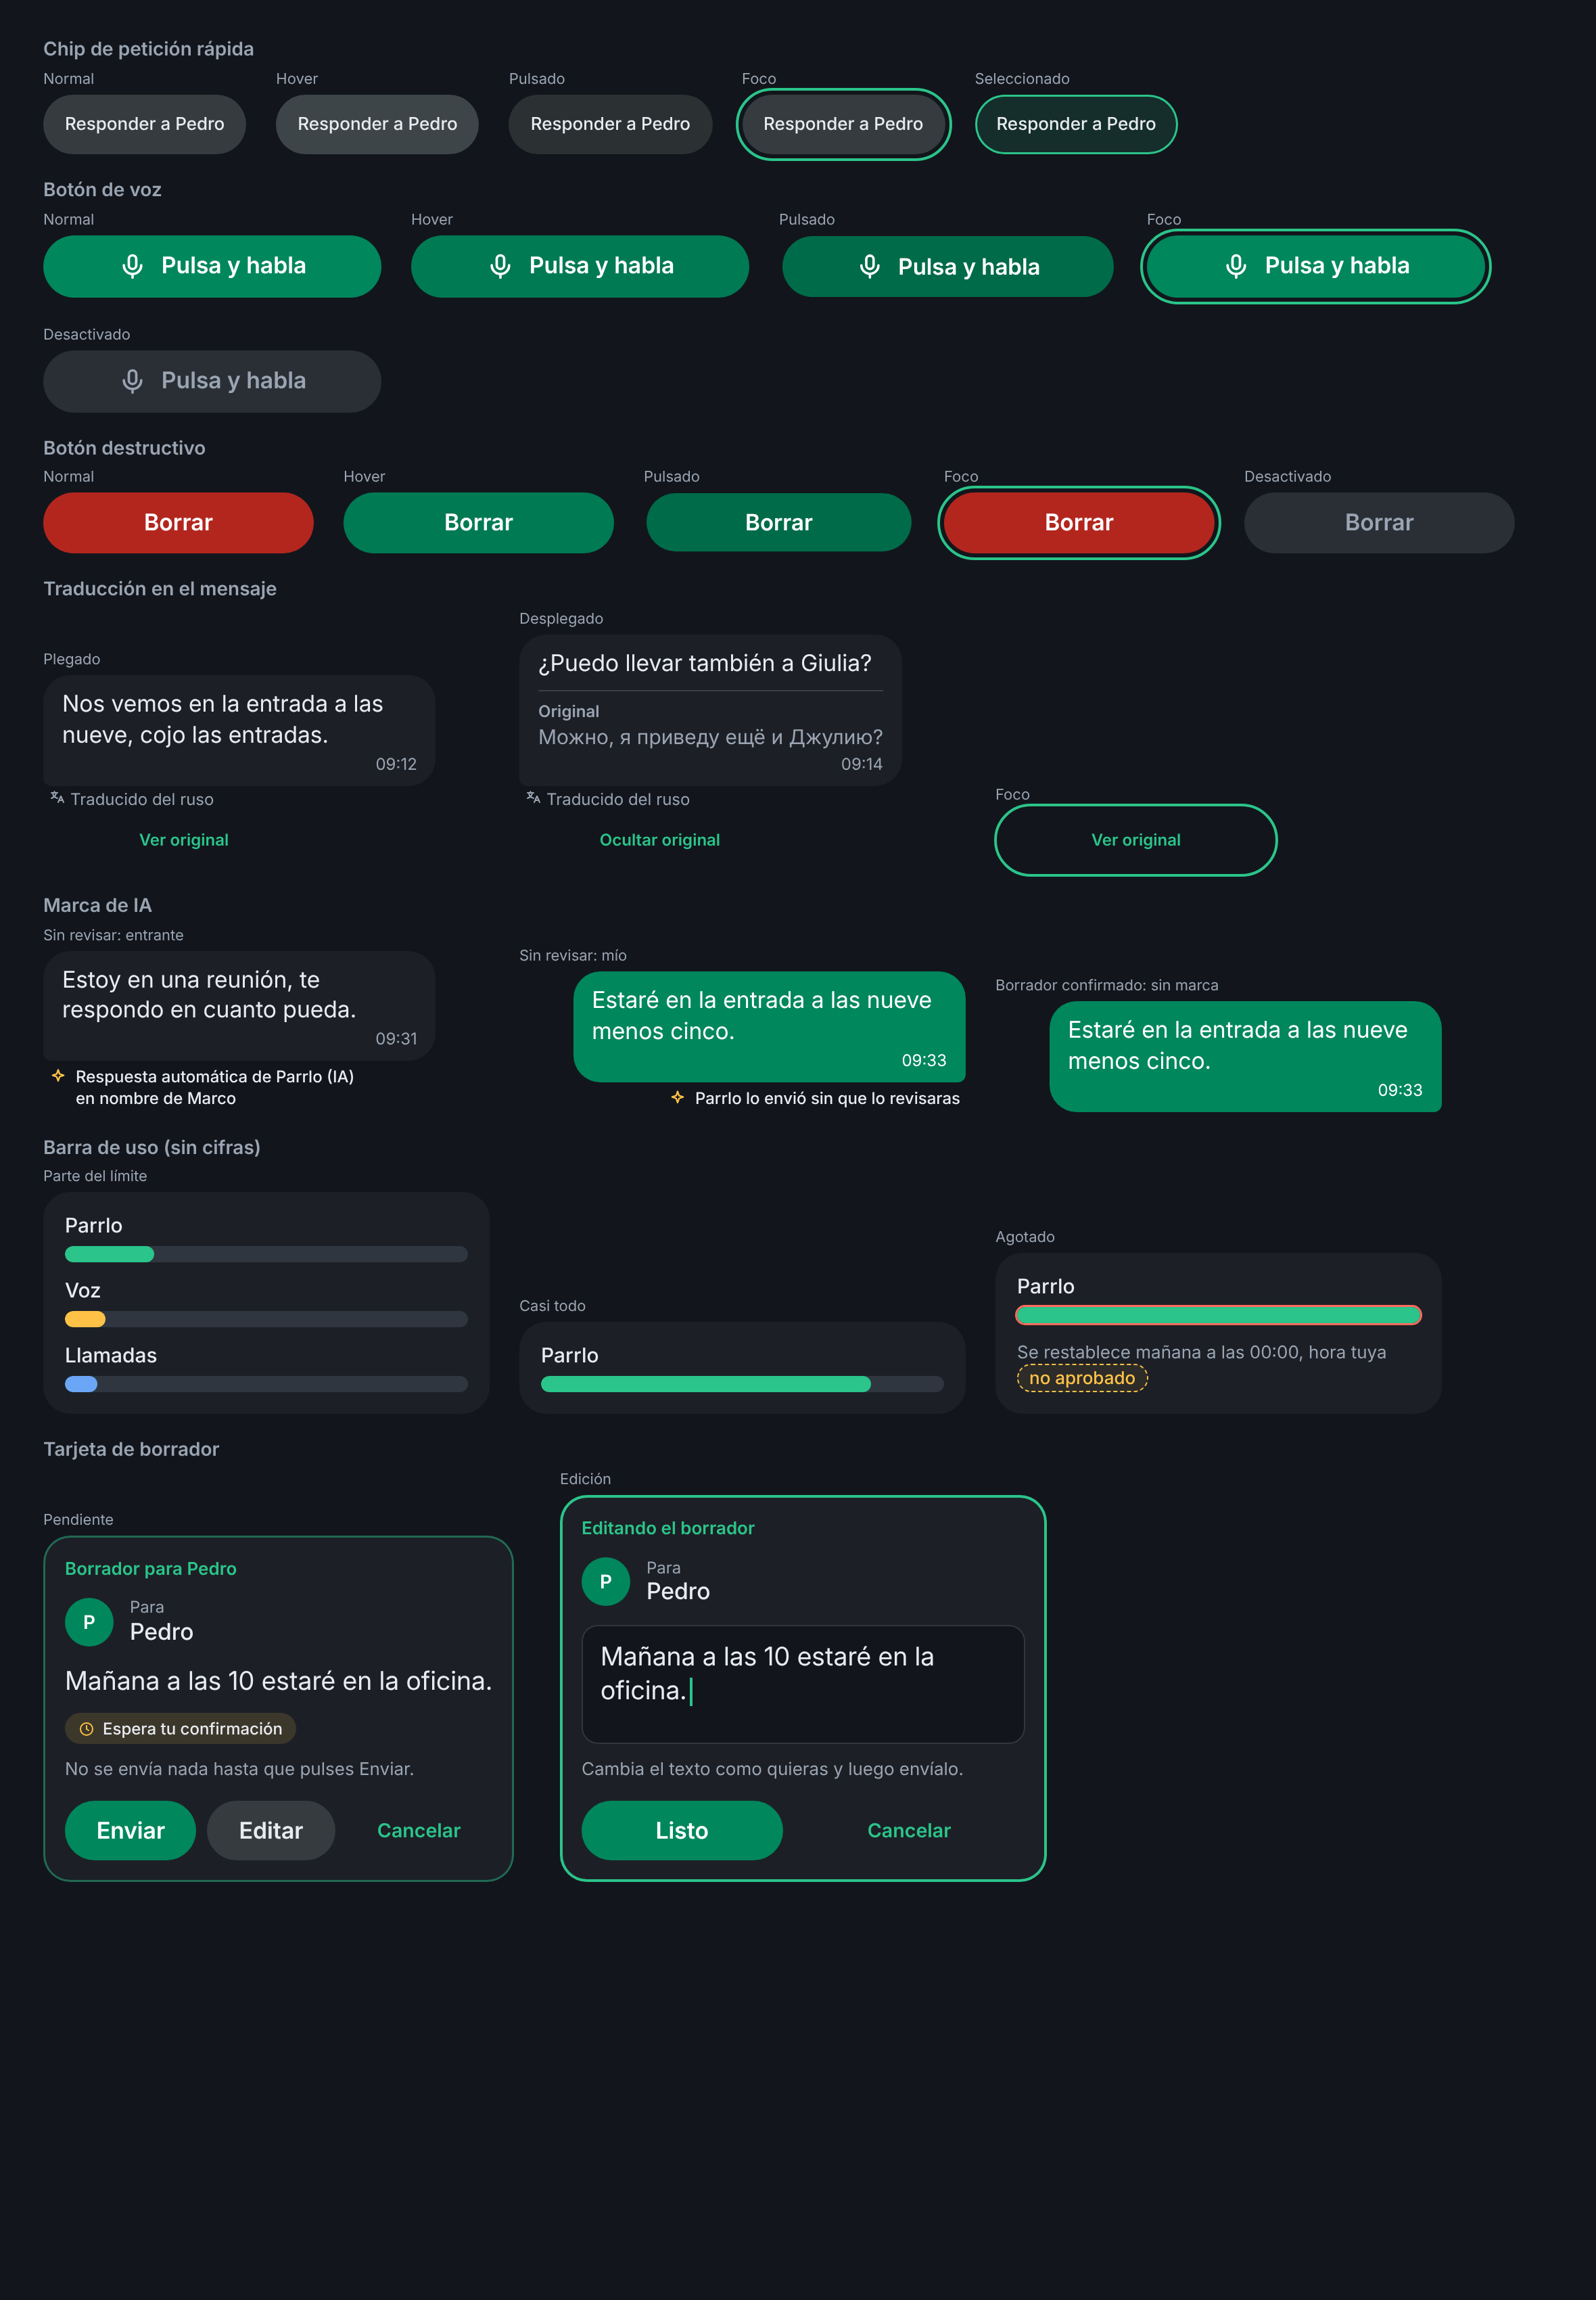 Chip de petición rápida
Normal
Hover
Pulsado
Foco
Seleccionado
Responder a Pedro
Responder a Pedro
Responder a Pedro
Responder a Pedro
Responder a Pedro
Botón de voz
Normal
Hover
Pulsado
Foco
Pulsa y habla
Pulsa y habla
Pulsa y habla
Pulsa y habla
Desactivado
Pulsa y habla
Botón destructivo
Normal
Hover
Pulsado
Foco
Desactivado
Borrar
Borrar
Borrar
Borrar
Borrar
Traducción en el mensaje
Plegado
Nos vemos en la entrada a las
nueve, cojo las entradas.
09:12
Traducido del ruso
Ver original
Desplegado
¿Puedo llevar también a Giulia?
Original
Можно, я приведу ещё и Джулию?
09:14
Traducido del ruso
Ocultar original
Foco
Ver original
Marca de IA
Sin revisar: entrante
Estoy en una reunión, te
respondo en cuanto pueda.
09:31
Respuesta automática de Parrlo (IA)
en nombre de Marco
Sin revisar: mío
Estaré en la entrada a las nueve
menos cinco.
09:33
Parrlo lo envió sin que lo revisaras
Borrador confirmado: sin marca
Estaré en la entrada a las nueve
menos cinco.
09:33
Barra de uso (sin cifras)
Parte del límite
Parrlo
Voz
Llamadas
Casi todo
Parrlo
Agotado
Parrlo
Se restablece mañana a las 00:00, hora tuya
no aprobado
Tarjeta de borrador
Pendiente
Borrador para Pedro
P
Para
Pedro
Mañana a las 10 estaré en la oficina.
Espera tu confirmación
No se envía nada hasta que pulses Enviar.
Enviar
Editar
Cancelar
Edición
Editando el borrador
P
Para
Pedro
Mañana a las 10 estaré en la
oficina.
Cambia el texto como quieras y luego envíalo.
Listo
Cancelar